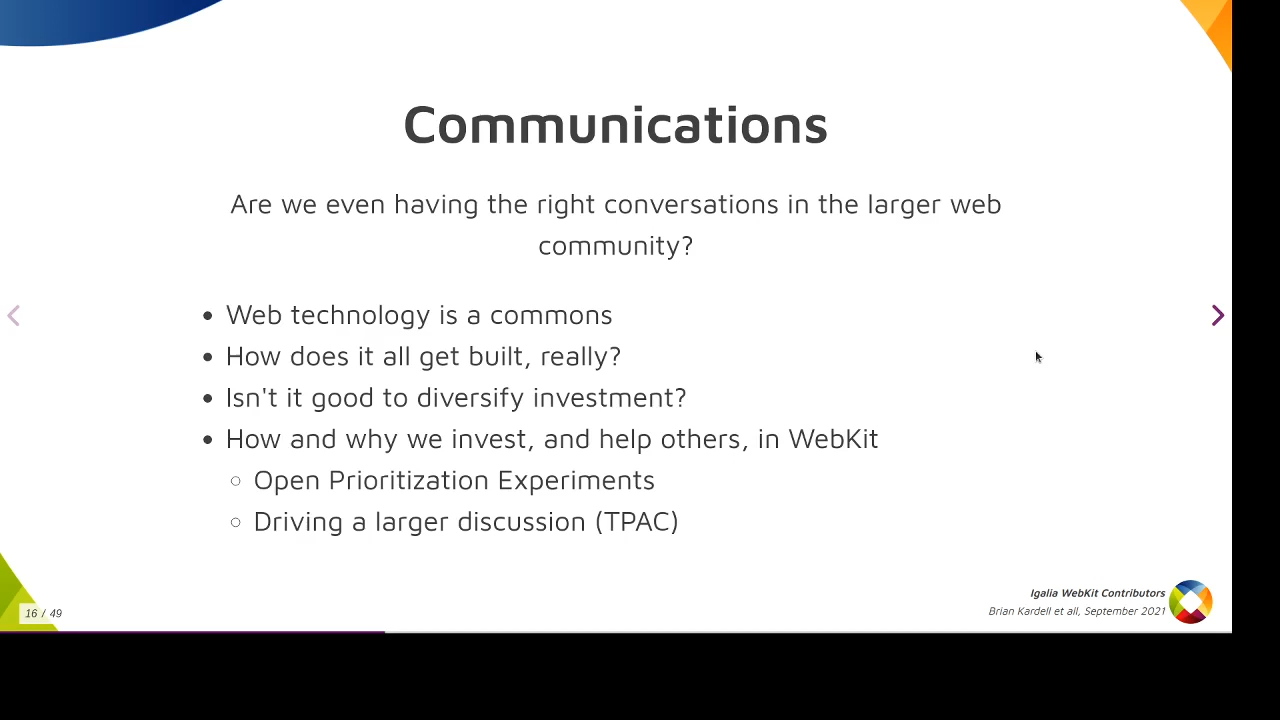 Communications
Are we even having the right conversations in the larger web
community?
Web technology is a commons
How does it all get built, really?
Isn't it good to diversify investment?
How and why we invest, and help others, in WebKit
Open Prioritization Experiments
Driving a larger discussion (TPAC)
Igalia WebKit Contributors
Brian Kardell et all, September 2021
16 / 49